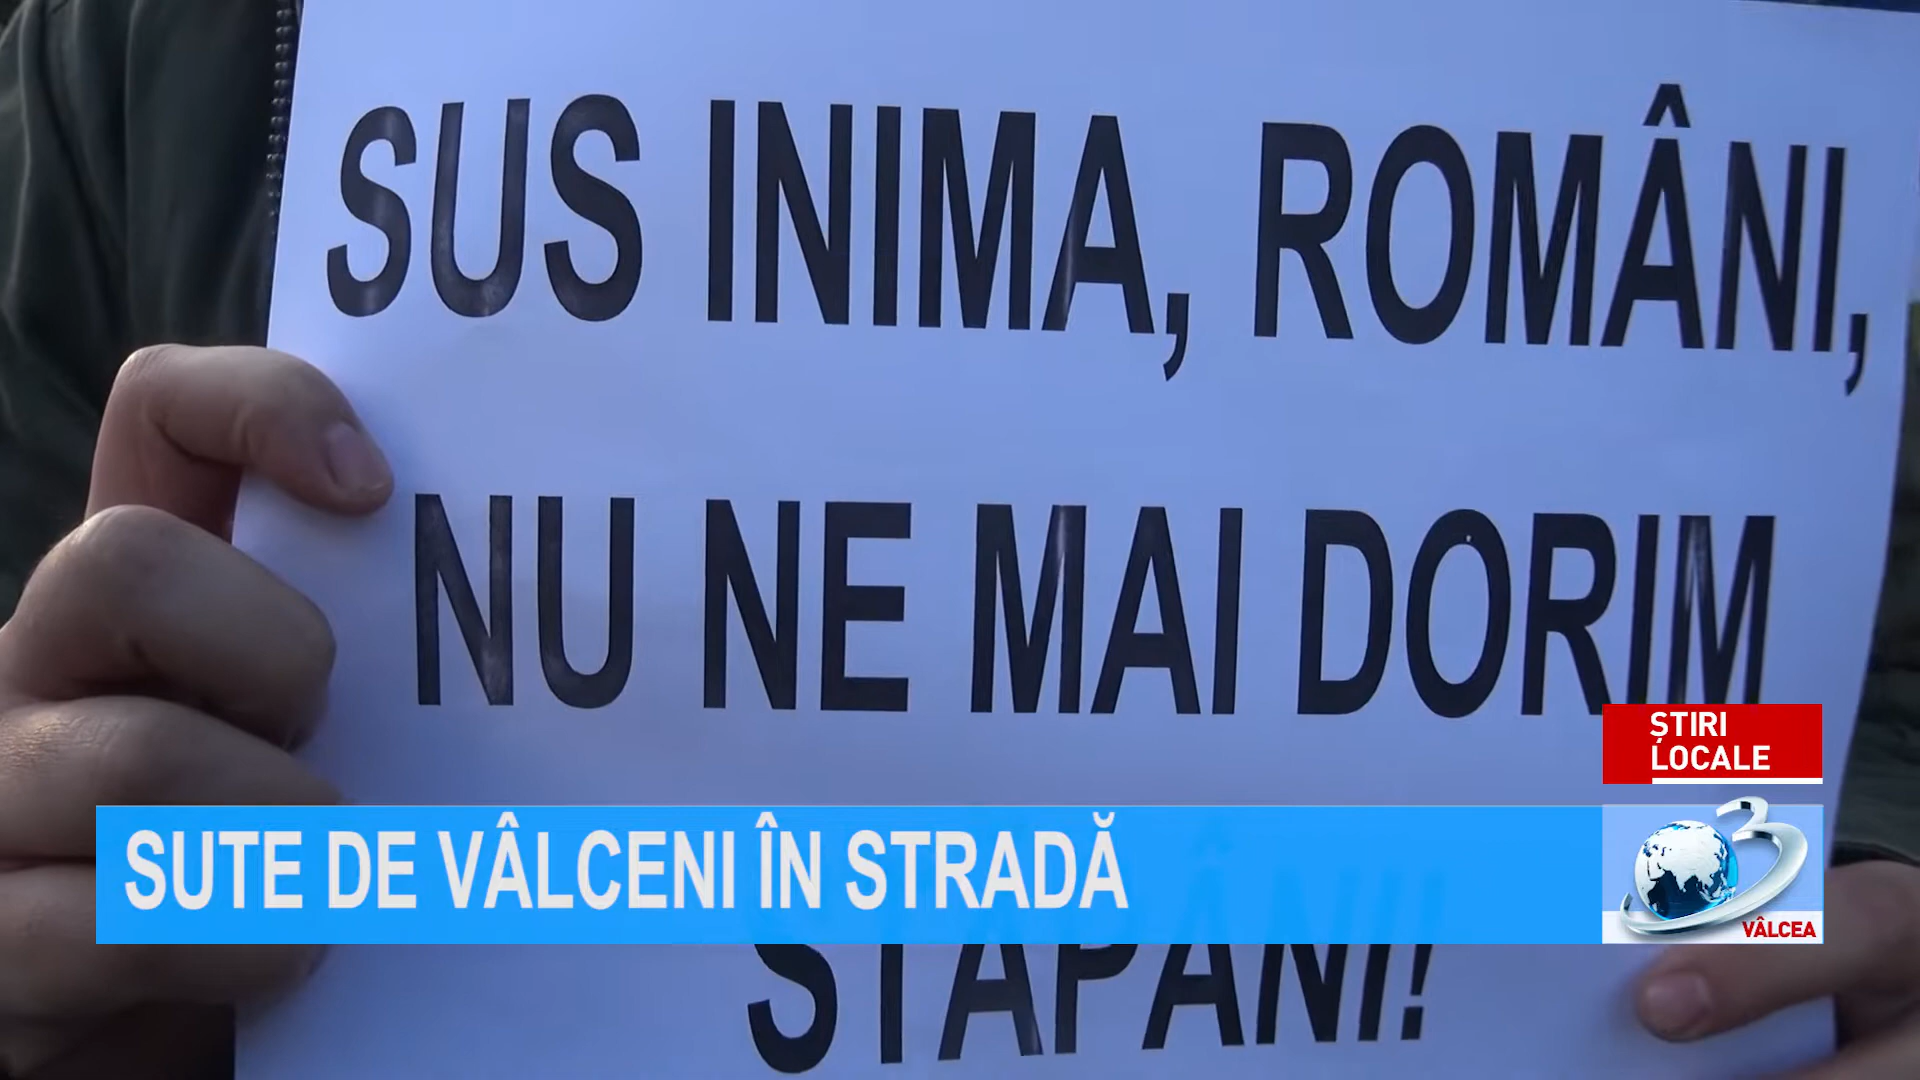 SUS INIMA, ROMÂNI,
NU NE MAI DORIM
STĂPÂNI!
ȘTIRI
LOCALE
SUTE DE VÂLCENI ÎN STRADĂ
3
VÂLCEA